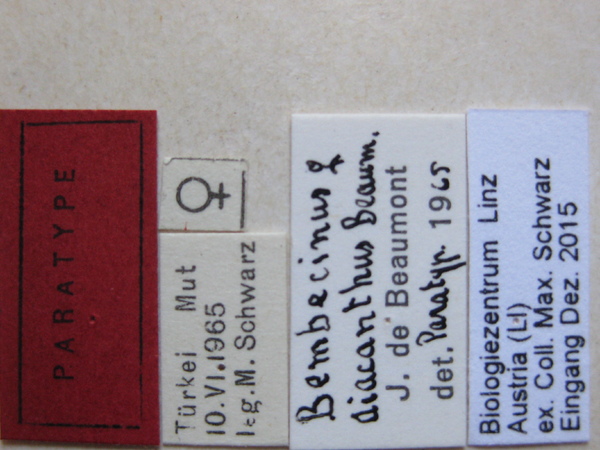 PARATYPE
♀
Türkei Mut
10.VI.1965
leg. M. Schwarz
Bembecinus ♀
diacanthus Beaum.
J. de Beaumont
det. Paratyp. 1965
Biologiezentrum Linz
Austria (LI)
ex. Coll. Max. Schwarz
Eingang Dez. 2015